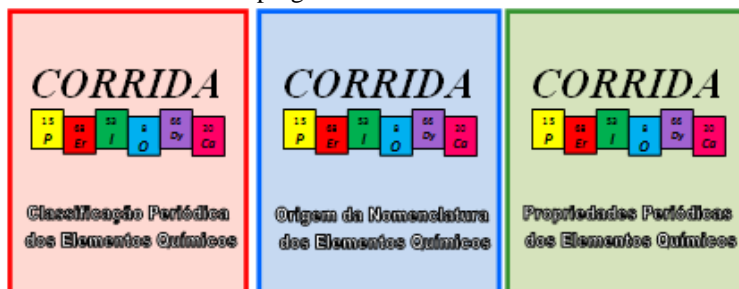 CORRIDA
15 68 53 8 66 20
P Er I O Dy Ca
Classificação Periódica
dos Elementos Químicos
CORRIDA
15 68 53 8 66 20
P Er I O Dy Ca
Origem da Nomenclatura
dos Elementos Químicos
CORRIDA
15 68 53 8 66 20
P Er I O Dy Ca
Propriedades Periódicas
dos Elementos Químicos